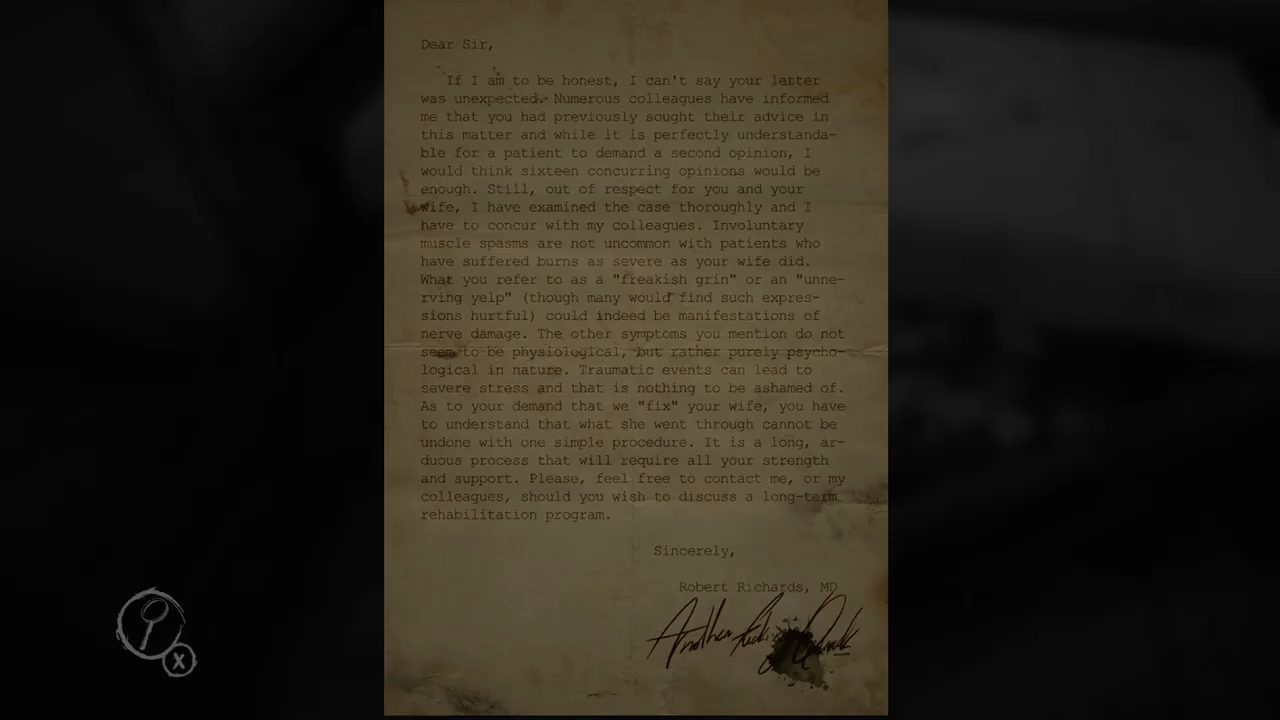 Dear Sir,
If I am to be honest, I can't say your letter
was unexpected. Numerous colleagues have informed
me that you had previously sought their advice in
this matter and while it is perfectly understanda-
ble for a patient to demand a second opinion, I
would think sixteen concurring opinions would be
enough. Still, out of respect for you and your
wife, I have examined the case thoroughly and I
have to concur with my colleagues. Involuntary
muscle spasms are not uncommon with patients who
have suffered burns as severe as your wife did.
What you refer to as a "freakish grin" or an "unne-
rving yelp" (though many would find such expres-
sions hurtful) could indeed be manifestations of
nerve damage. The other symptoms you mention do not
seem to be physiological, but rather purely psycho-
logical in nature. Traumatic events can lead to
severe stress and that is nothing to be ashamed of.
As to your demand that we "fix" your wife, you have
to understand that what she went through cannot be
undone with one simple procedure. It is a long, ar-
duous process that will require all your strength
and support. Please, feel free to contact me, or my
colleagues, should you wish to discuss a long-term
rehabilitation program.
Sincerely,
Robert Richards, MD
Another
X